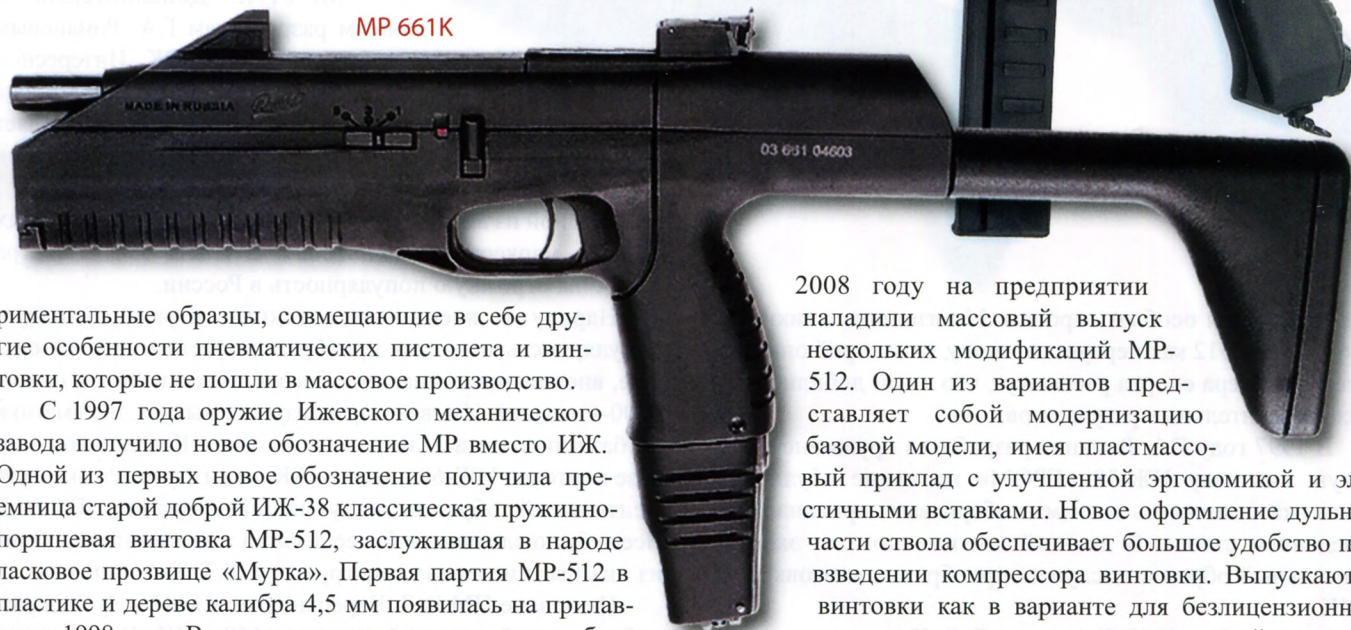 MP 661K
MADE IN RUSSIA
03 661 04603
риментальные образцы, совмещающие в себе дру-
гие особенности пневматических пистолета и вин-
товки, которые не пошли в массовое производство.
С 1997 года оружие Ижевского механического
завода получило новое обозначение МР вместо ИЖ.
Одной из первых новое обозначение получила пре-
емница старой доброй ИЖ-38 классическая пружинно-
поршневая винтовка МР-512, заслужившая в народе
ласковое прозвище «Мурка». Первая партия МР-512 в
пластике и дереве калибра 4,5 мм появилась на прилав-
2008 году на предприятии
наладили массовый выпуск
нескольких модификаций МР-
512. Один из вариантов пред-
ставляет собой модернизацию
базовой модели, имея пластмассо-
вый приклад с улучшенной эргономикой и эл
стичными вставками. Новое оформление дульн
части ствола обеспечивает большое удобство п
взведении компрессора винтовки. Выпускают
винтовки как в варианте для безлицензионн